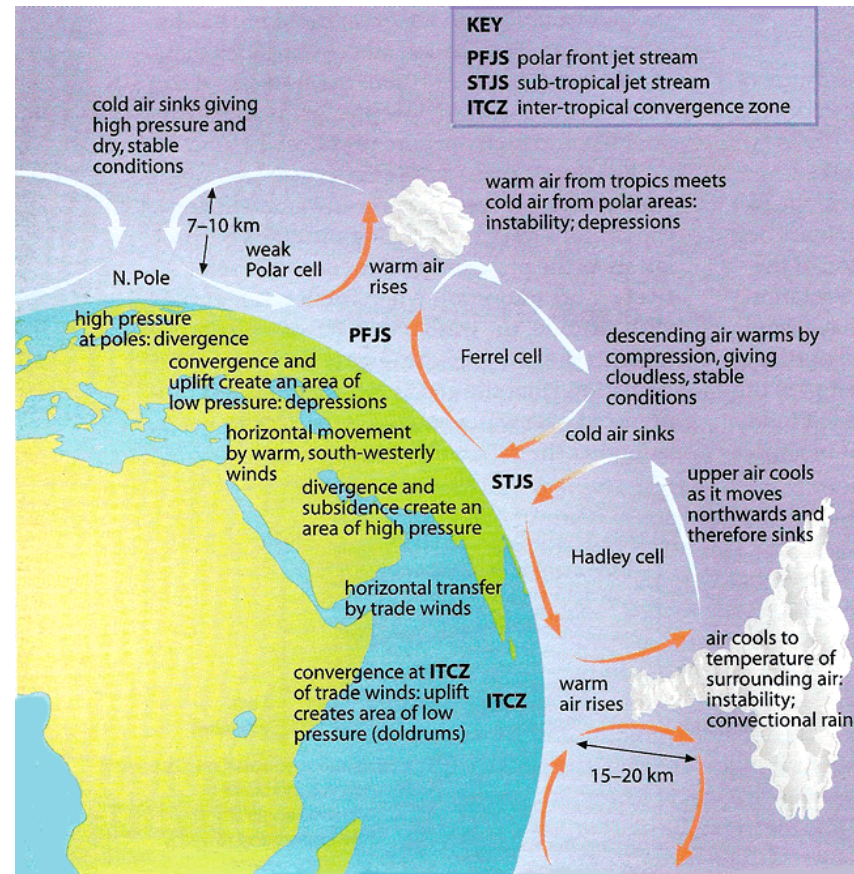 KEY
PFJS polar front jet stream
STJS sub-tropical jet stream
ITCZ inter-tropical convergence zone
cold air sinks giving
high pressure and
dry, stable
conditions
warm air from tropics meets
cold air from polar areas:
instability; depressions
7–10 km
weak
Polar cell
N. Pole
warm air
rises
high pressure
at poles: divergence
PFJS
Ferrel cell
descending air warms by
compression, giving
cloudless, stable
conditions
convergence and
uplift create an area of
low pressure: depressions
cold air sinks
horizontal movement
by warm, south-westerly
winds
STJS
upper air cools
as it moves
northwards and
therefore sinks
divergence and
subsidence create an
area of high pressure
Hadley cell
horizontal transfer
by trade winds
air cools to
temperature of
surrounding air:
instability;
convectional rain
convergence at ITCZ
of trade winds: uplift
creates area of low
pressure (doldrums)
ITCZ
warm
air rises
15–20 km